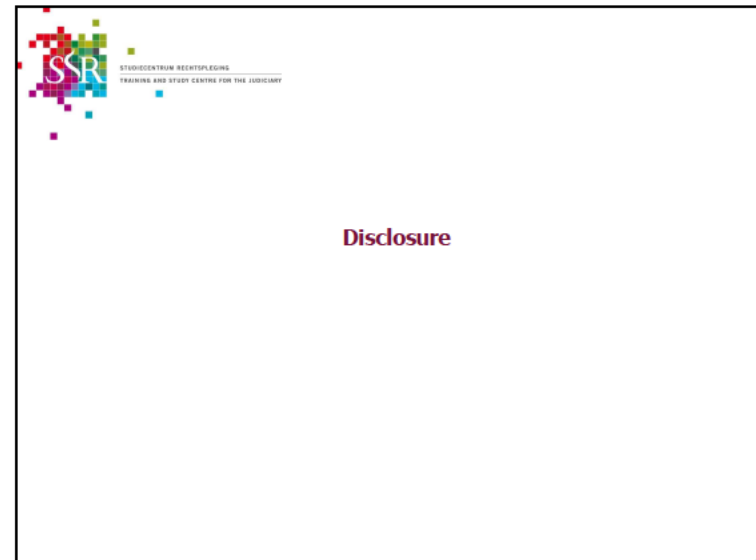 SSR
STUDIECENTRUM RECHTSPLEGING
TRAINING AND STUDY CENTRE FOR THE JUDICIARY
Disclosure